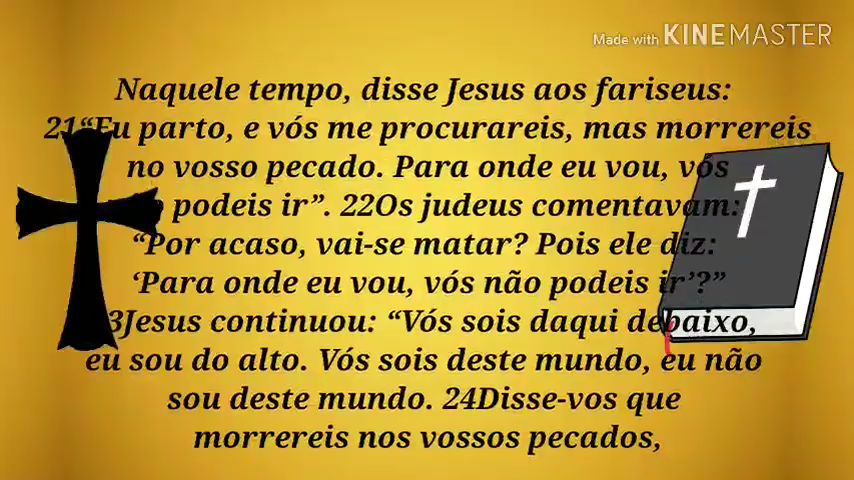 Made with KINEMASTER
Naquele tempo, disse Jesus aos fariseus:
21“Eu parto, e vós me procurareis, mas morrereis
no vosso pecado. Para onde eu vou, vós
podeis ir”. 22Os judeus comentavam:
“Por acaso, vai-se matar? Pois ele diz:
‘Para onde eu vou, vós não podeis ir’?”
3Jesus continuou: “Vós sois daqui debaixo,
eu sou do alto. Vós sois deste mundo, eu não
sou deste mundo. 24Disse-vos que
morrereis nos vossos pecados,